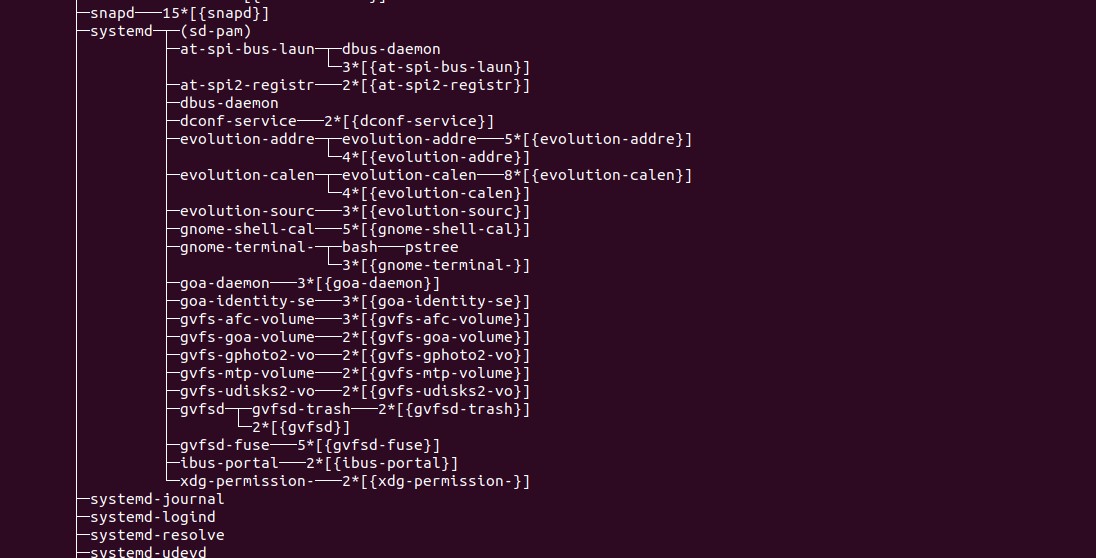 ├─snapd───15*[{snapd}]
├─systemd─┬─(sd-pam)
│         ├─at-spi-bus-laun─┬─dbus-daemon
│         │                 └─3*[{at-spi-bus-laun}]
│         ├─at-spi2-registr───2*[{at-spi2-registr}]
│         ├─dbus-daemon
│         ├─dconf-service───2*[{dconf-service}]
│         ├─evolution-addre─┬─evolution-addre───5*[{evolution-addre}]
│         │                 └─4*[{evolution-addre}]
│         ├─evolution-calen─┬─evolution-calen───8*[{evolution-calen}]
│         │                 └─4*[{evolution-calen}]
│         ├─evolution-sourc───3*[{evolution-sourc}]
│         ├─gnome-shell-cal───5*[{gnome-shell-cal}]
│         ├─gnome-terminal-─┬─bash───pstree
│         │                 └─3*[{gnome-terminal-}]
│         ├─goa-daemon───3*[{goa-daemon}]
│         ├─goa-identity-se───3*[{goa-identity-se}]
│         ├─gvfs-afc-volume───3*[{gvfs-afc-volume}]
│         ├─gvfs-goa-volume───2*[{gvfs-goa-volume}]
│         ├─gvfs-gphoto2-vo───2*[{gvfs-gphoto2-vo}]
│         ├─gvfs-mtp-volume───2*[{gvfs-mtp-volume}]
│         ├─gvfs-udisks2-vo───2*[{gvfs-udisks2-vo}]
│         ├─gvfsd─┬─gvfsd-trash───2*[{gvfsd-trash}]
│         │       └─2*[{gvfsd}]
│         ├─gvfsd-fuse───5*[{gvfsd-fuse}]
│         ├─ibus-portal───2*[{ibus-portal}]
│         └─xdg-permission-───2*[{xdg-permission-}]
├─systemd-journal
├─systemd-logind
├─systemd-resolve
├─systemd-udevd